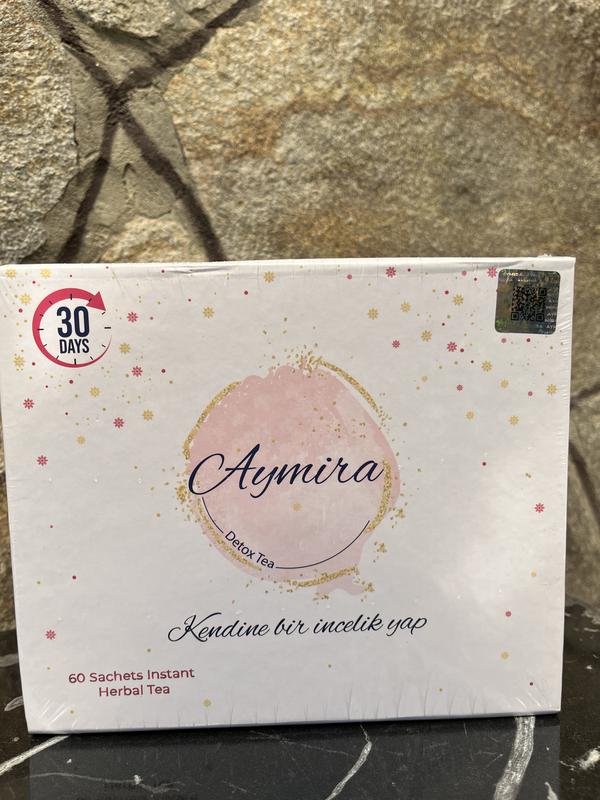 30
DAYS
Aymira
Detox Tea
Kendine bir incelik yap
60 Sachets Instant
Herbal Tea